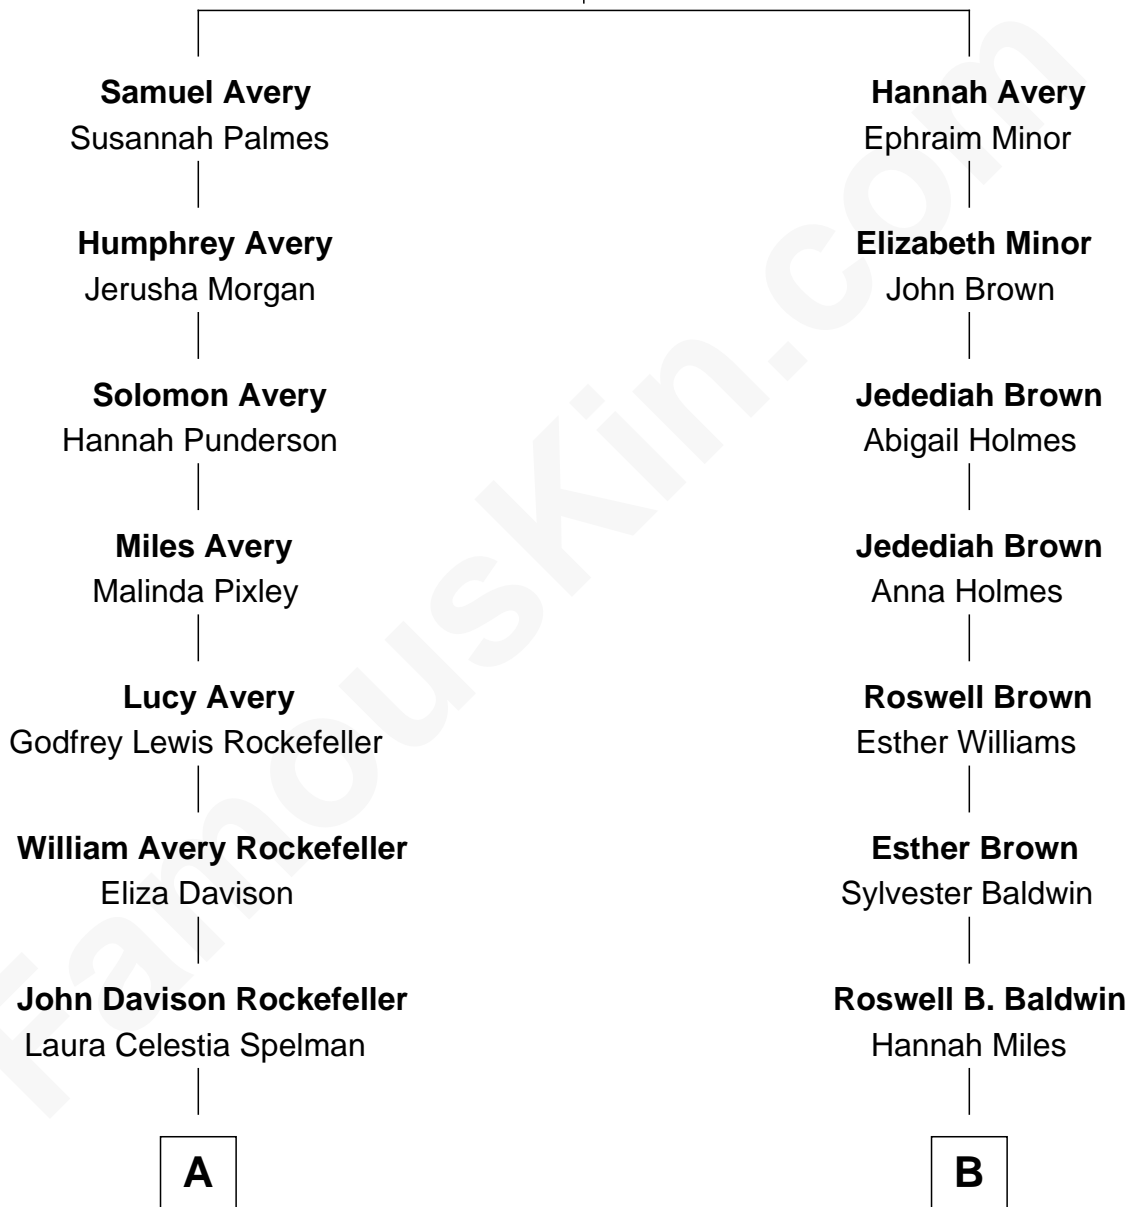 Samuel Avery
Susannah Palmes
Hannah Avery
Ephraim Minor
Humphrey Avery
Jerusha Morgan
Elizabeth Minor
John Brown
Solomon Avery
Hannah Punderson
Jedediah Brown
Abigail Holmes
Miles Avery
Malinda Pixley
Jedediah Brown
Anna Holmes
Lucy Avery
Godfrey Lewis Rockefeller
Roswell Brown
Esther Williams
William Avery Rockefeller
Eliza Davison
Esther Brown
Sylvester Baldwin
John Davison Rockefeller
Laura Celestia Spelman
Roswell B. Baldwin
Hannah Miles
A
B
FamousKin.com